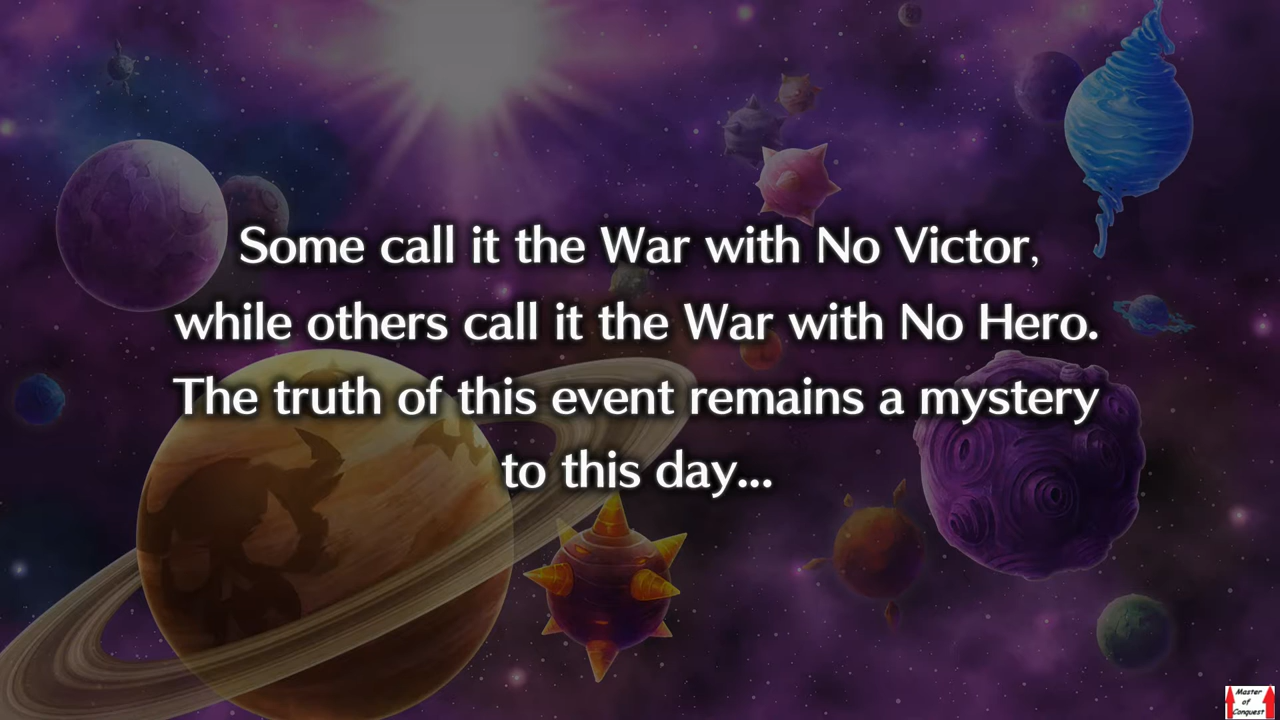 Some call it the War with No Victor,
while others call it the War with No Hero.
The truth of this event remains a mystery
to this day...
Master
of
Conquest